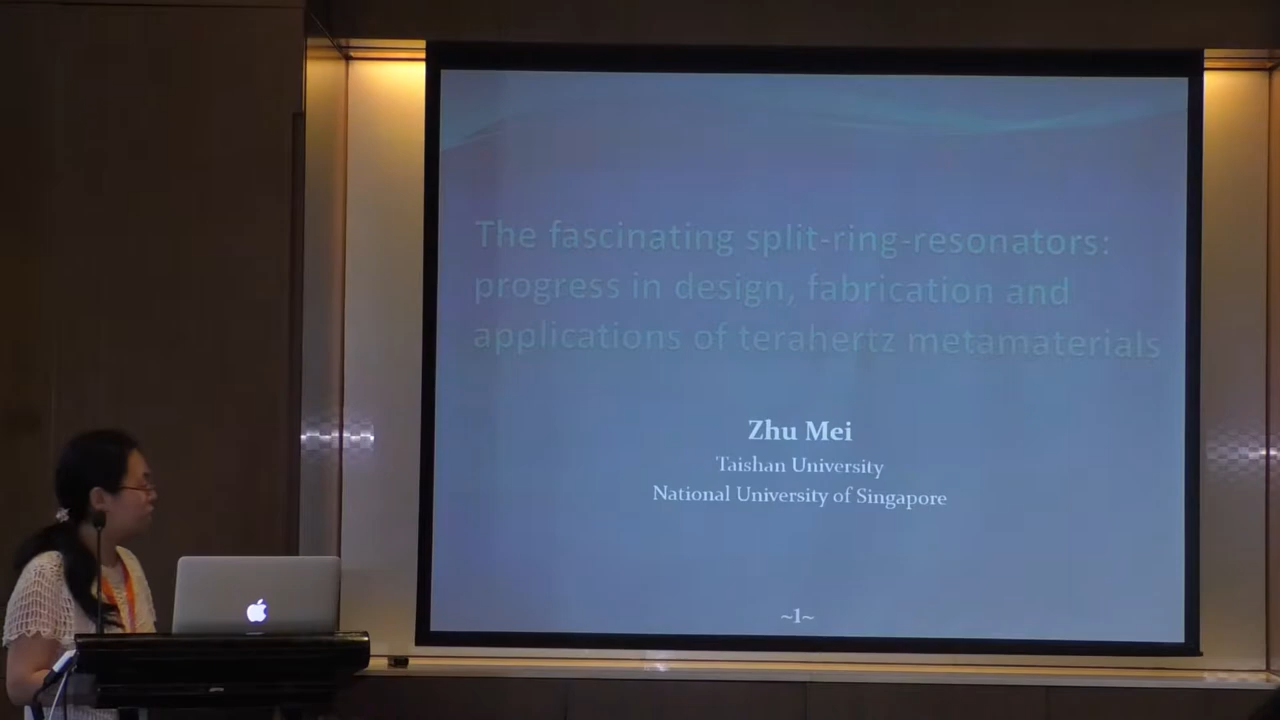 The fascinating split-ring-resonators:
progress in design, fabrication and
applications of terahertz metamaterials
Zhu Mei
Taishan University
National University of Singapore
~1~